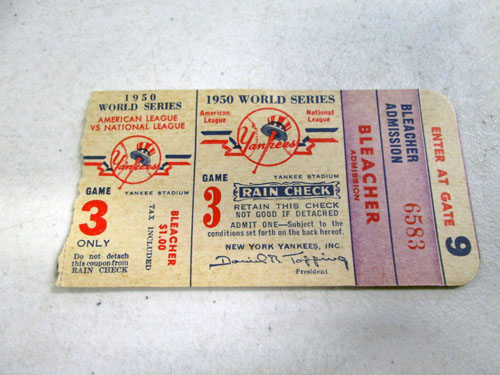 1950
WORLD SERIES
AMERICAN LEAGUE
VS NATIONAL LEAGUE
Yankees
YANKEE STADIUM
GAME
3
ONLY
Do not detach
this coupon from
RAIN CHECK
BLEACHER
$1.00
TAX INCLUDED
1950 WORLD SERIES
American
League
National
League
Yankees
YANKEE STADIUM
GAME
3
RAIN CHECK
RETAIN THIS CHECK
NOT GOOD IF DETACHED
ADMIT ONE—Subject to the
conditions set forth on the back hereof.
NEW YORK YANKEES, INC.
Daniel R Topping
President
BLEACHER
ADMISSION
BLEACHER
ADMISSION
6583
ENTER AT GATE
9